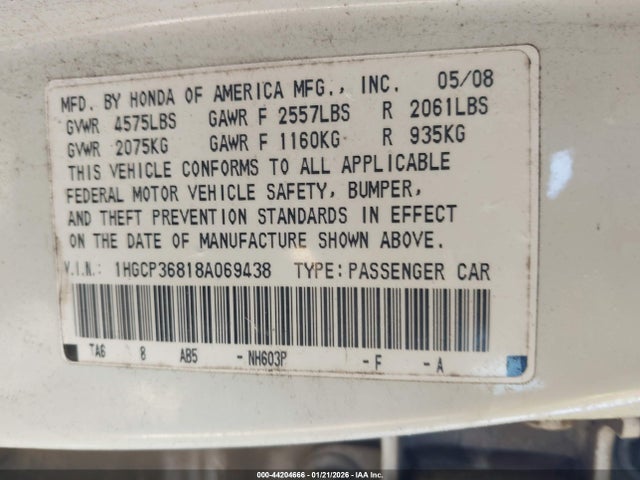 MFD. BY HONDA OF AMERICA MFG., INC. 05/08
GVWR 4575LBS GAWR F 2557LBS R 2061LBS
GVWR 2075KG GAWR F 1160KG R 935KG
THIS VEHICLE CONFORMS TO ALL APPLICABLE
FEDERAL MOTOR VEHICLE SAFETY, BUMPER,
AND THEFT PREVENTION STANDARDS IN EFFECT
ON THE DATE OF MANUFACTURE SHOWN ABOVE.
V.I.N.: 1HGCP36818A069438 TYPE: PASSENGER CAR
TA6 8 AB5 - NH603P - F - A
000-44204666 - 01/21/2026 - IAA Inc.